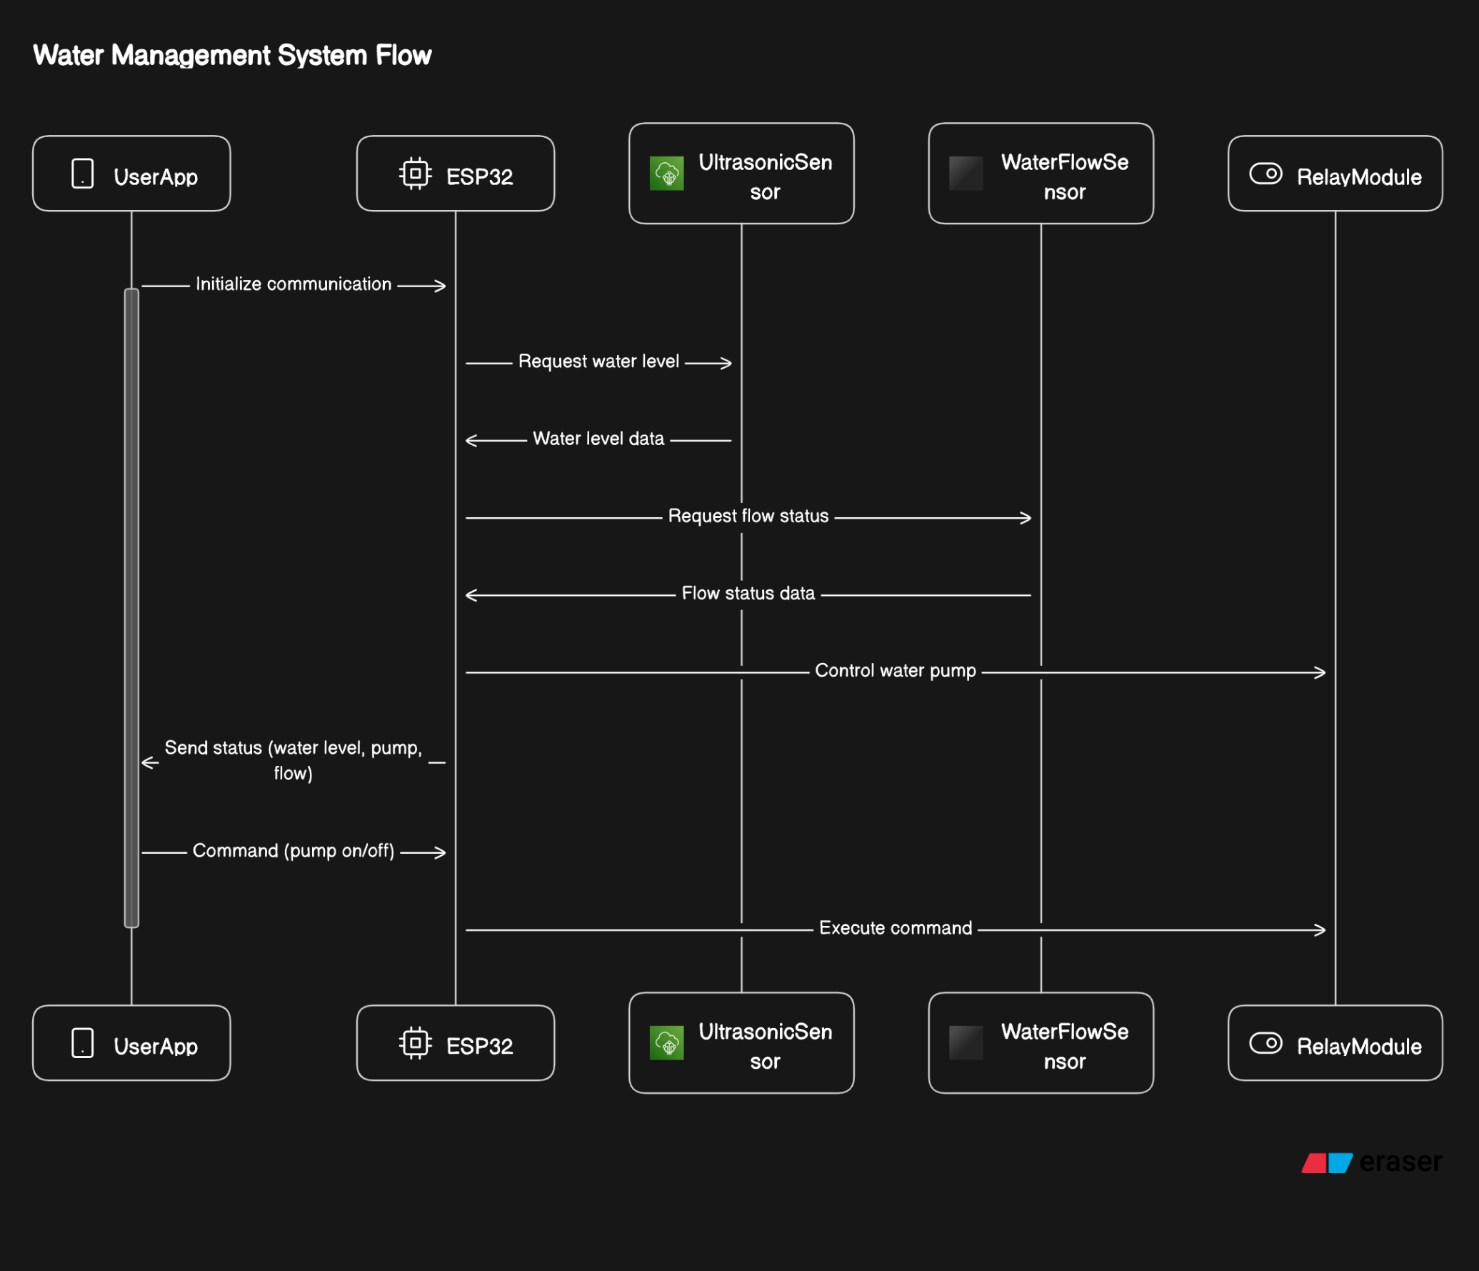 Water Management System Flow
UserApp
ESP32
UltrasonicSen
sor
WaterFlowSe
nsor
RelayModule
Initialize communication
Request water level
Water level data
Request flow status
Flow status data
Control water pump
Send status (water level, pump,
flow)
Command (pump on/off)
Execute command
UserApp
ESP32
UltrasonicSen
sor
WaterFlowSe
nsor
RelayModule
eraser